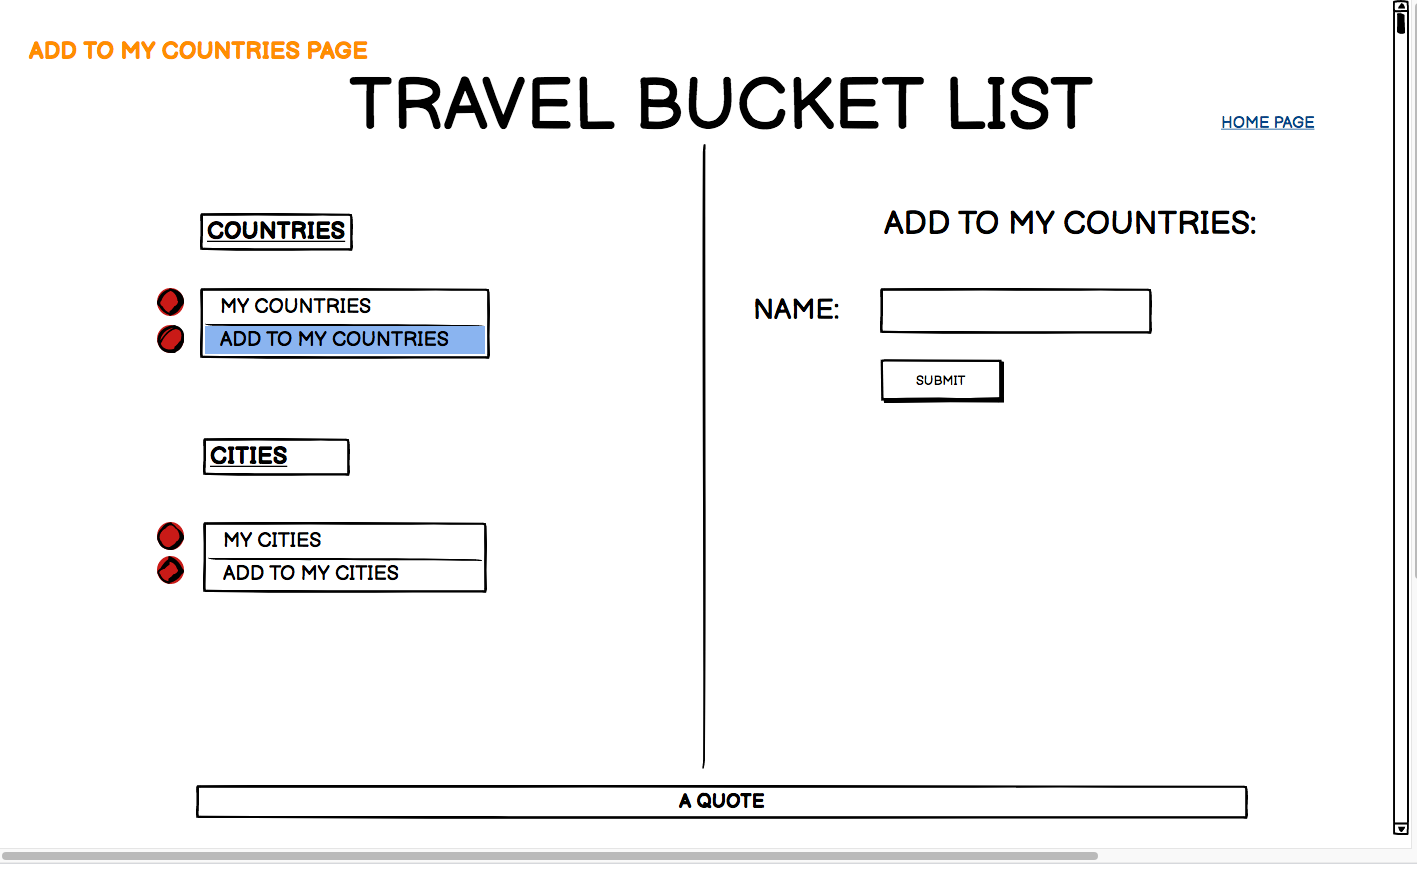 ADD TO MY COUNTRIES PAGE
TRAVEL BUCKET LIST
HOME PAGE
COUNTRIES
MY COUNTRIES
ADD TO MY COUNTRIES
CITIES
MY CITIES
ADD TO MY CITIES
ADD TO MY COUNTRIES:
NAME:
SUBMIT
A QUOTE